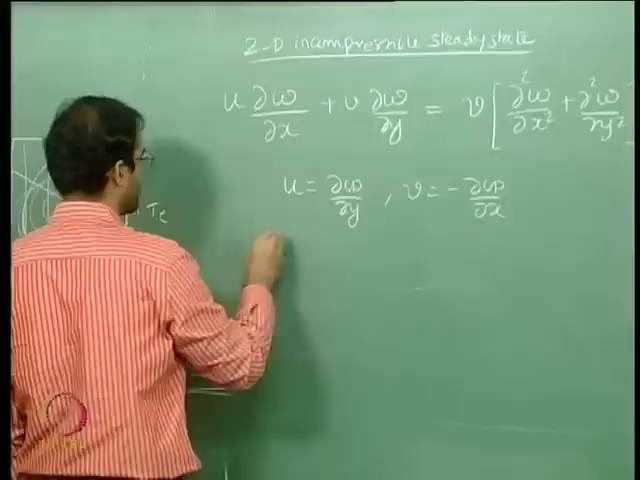 2-D incompressible steady state
u ∂ω/∂x + v ∂ω/∂y = ν [ ∂²ω/∂x² + ∂²ω/∂y²
u = ∂ψ/∂y , v = - ∂ψ/∂x
Tc